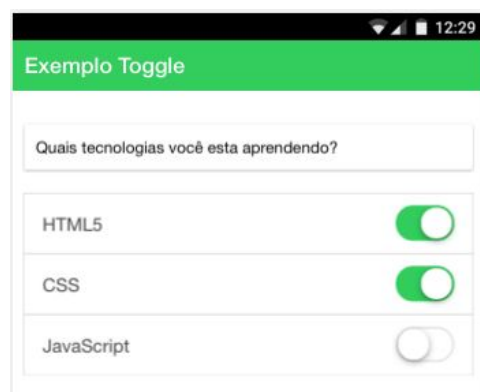 12:29
Exemplo Toggle
Quais tecnologias você esta aprendendo?
HTML5
CSS
JavaScript